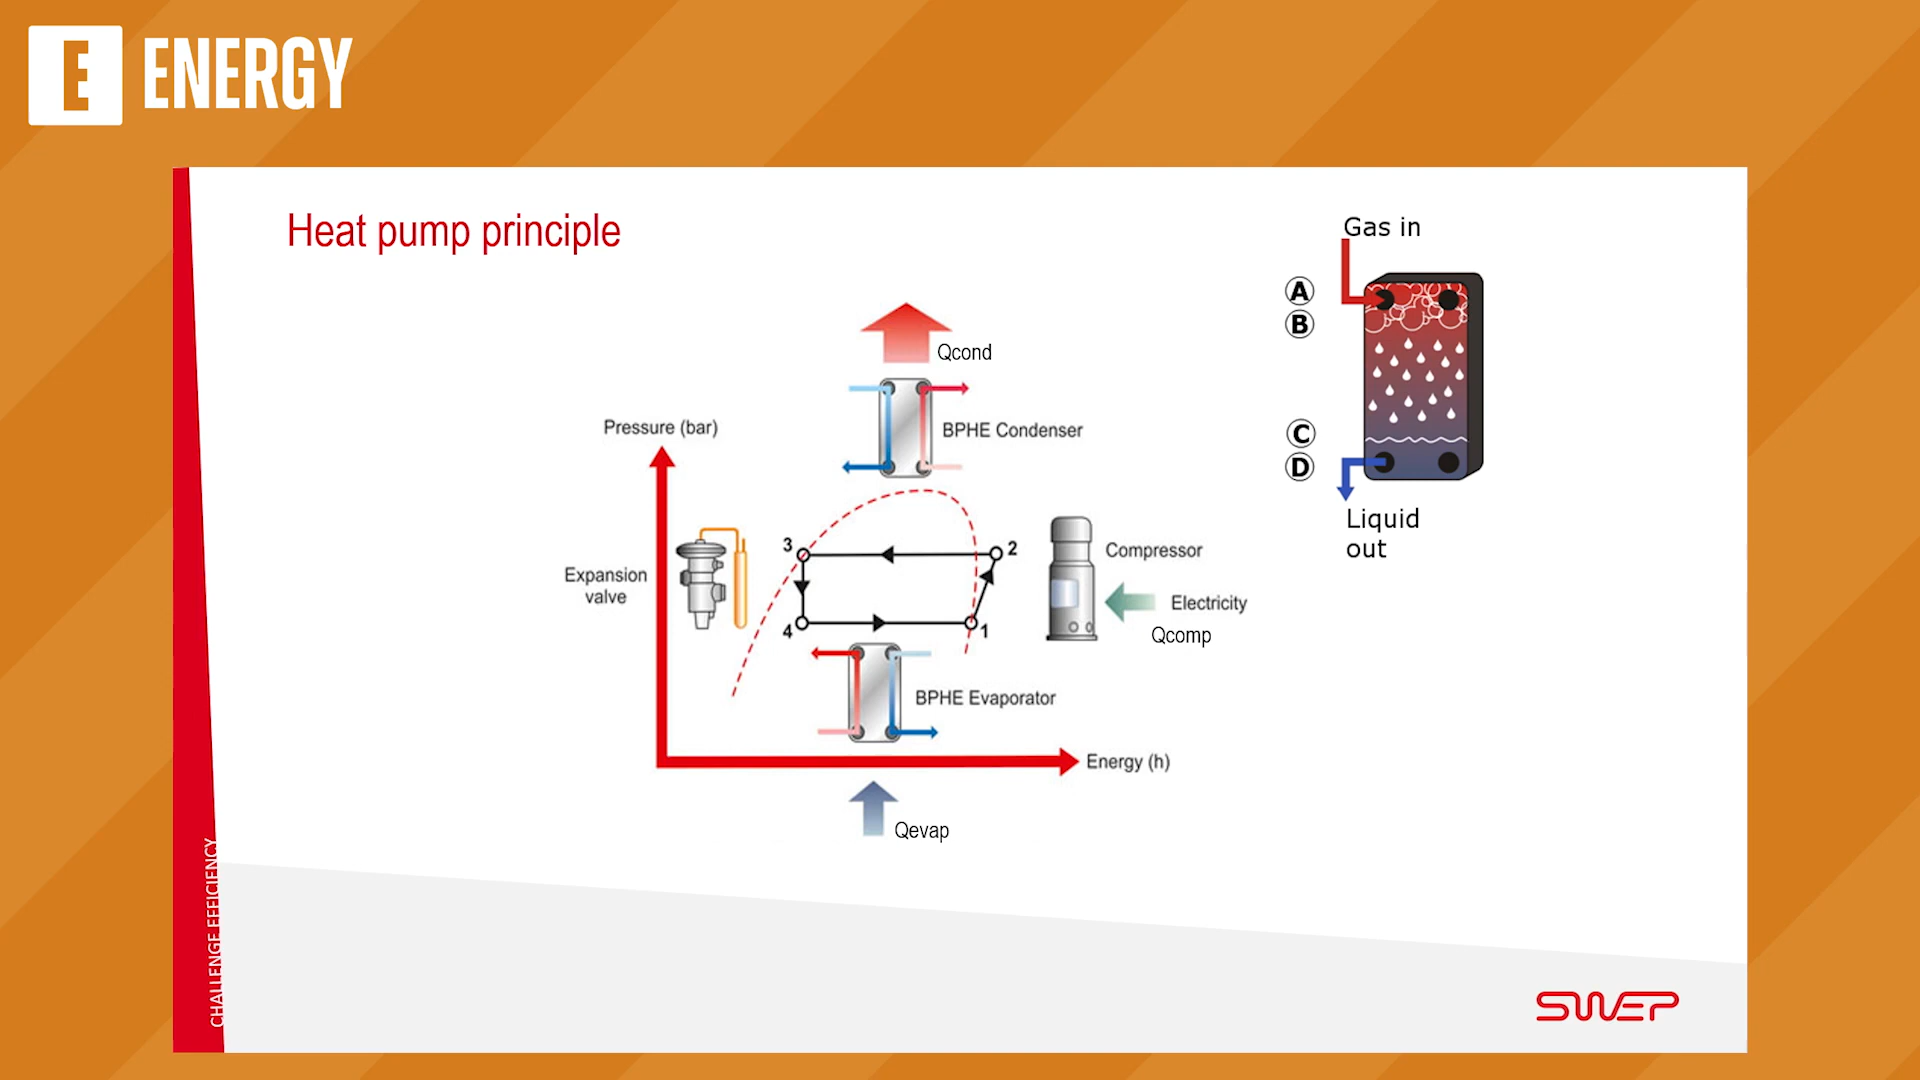 E ENERGY
Heat pump principle
Gas in
A
B
C
D
Liquid
out
Qcond
BPHE Condenser
Pressure (bar)
3
2
Compressor
Expansion
valve
Electricity
Qcomp
4
1
BPHE Evaporator
Energy (h)
Qevap
CHALLENGE EFFICIENCY
SWEP